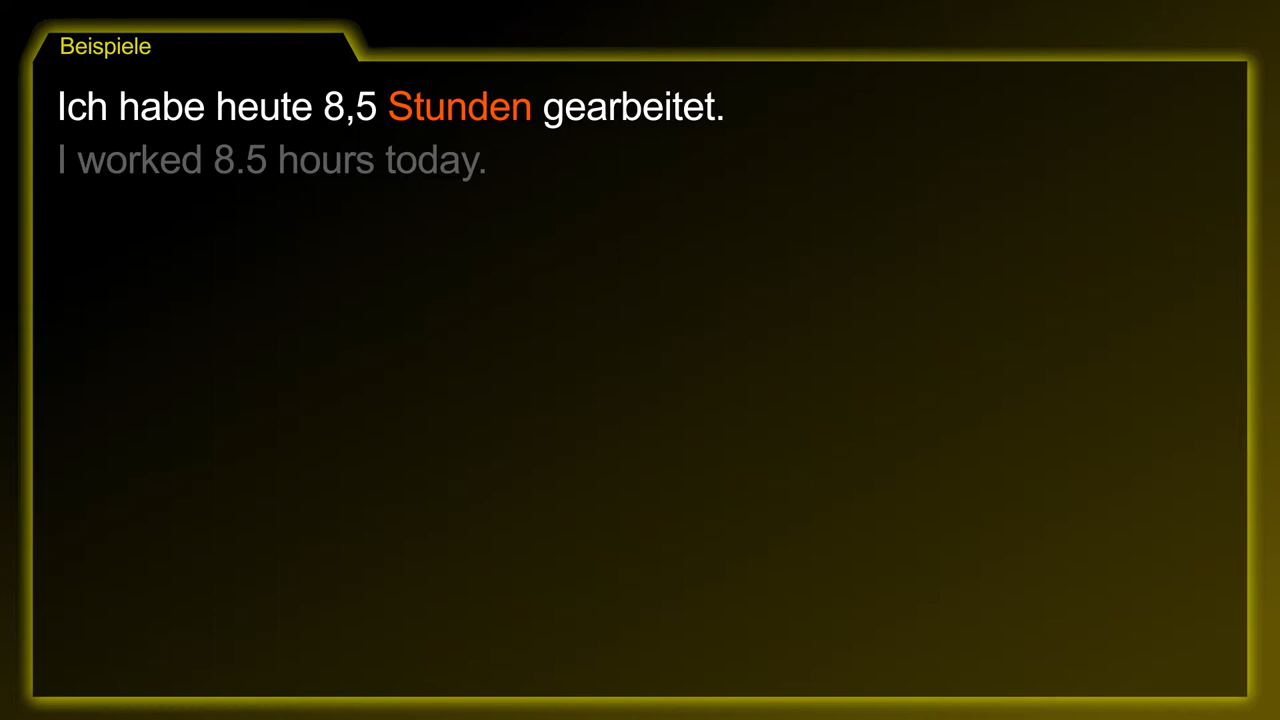 Beispiele
Ich habe heute 8,5 Stunden gearbeitet.
I worked 8.5 hours today.